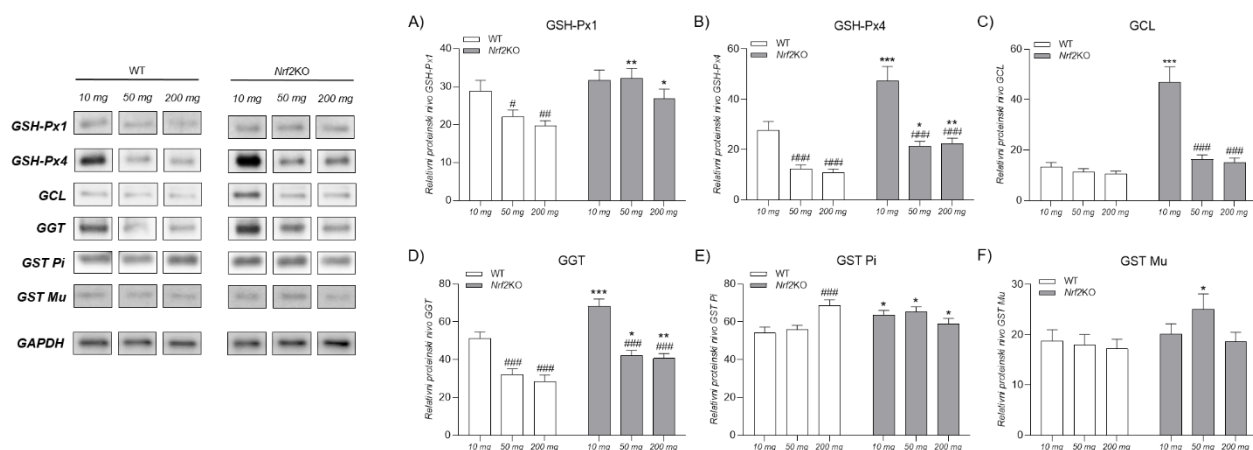 WT Nrf2KO
10 mg 50 mg 200 mg 10 mg 50 mg 200 mg
GSH-Px1
GSH-Px4
GCL
GGT
GST Pi
GST Mu
GAPDH
A) GSH-Px1
WT
Nrf2KO
Relativni proteinski nivo GSH-Px1
40
30
20
10
0
# ## ** *
10 mg 50 mg 200 mg 10 mg 50 mg 200 mg
B) GSH-Px4
WT
Nrf2KO
Relativni proteinski nivo GSH-Px4
60
40
20
0
***
* **
### ### ### ###
10 mg 50 mg 200 mg 10 mg 50 mg 200 mg
C) GCL
WT
Nrf2KO
Relativni proteinski nivo GCL
60
40
20
0
***
### ###
10 mg 50 mg 200 mg 10 mg 50 mg 200 mg
D) GGT
WT
Nrf2KO
Relativni proteinski nivo GGT
80
60
40
20
0
***
* **
### ### ### ###
10 mg 50 mg 200 mg 10 mg 50 mg 200 mg
E) GST Pi
WT
Nrf2KO
Relativni proteinski nivo GST Pi
80
60
40
20
0
### * * *
10 mg 50 mg 200 mg 10 mg 50 mg 200 mg
F) GST Mu
WT
Nrf2KO
Relativni proteinski nivo GST Mu
30
20
10
0
*
10 mg 50 mg 200 mg 10 mg 50 mg 200 mg